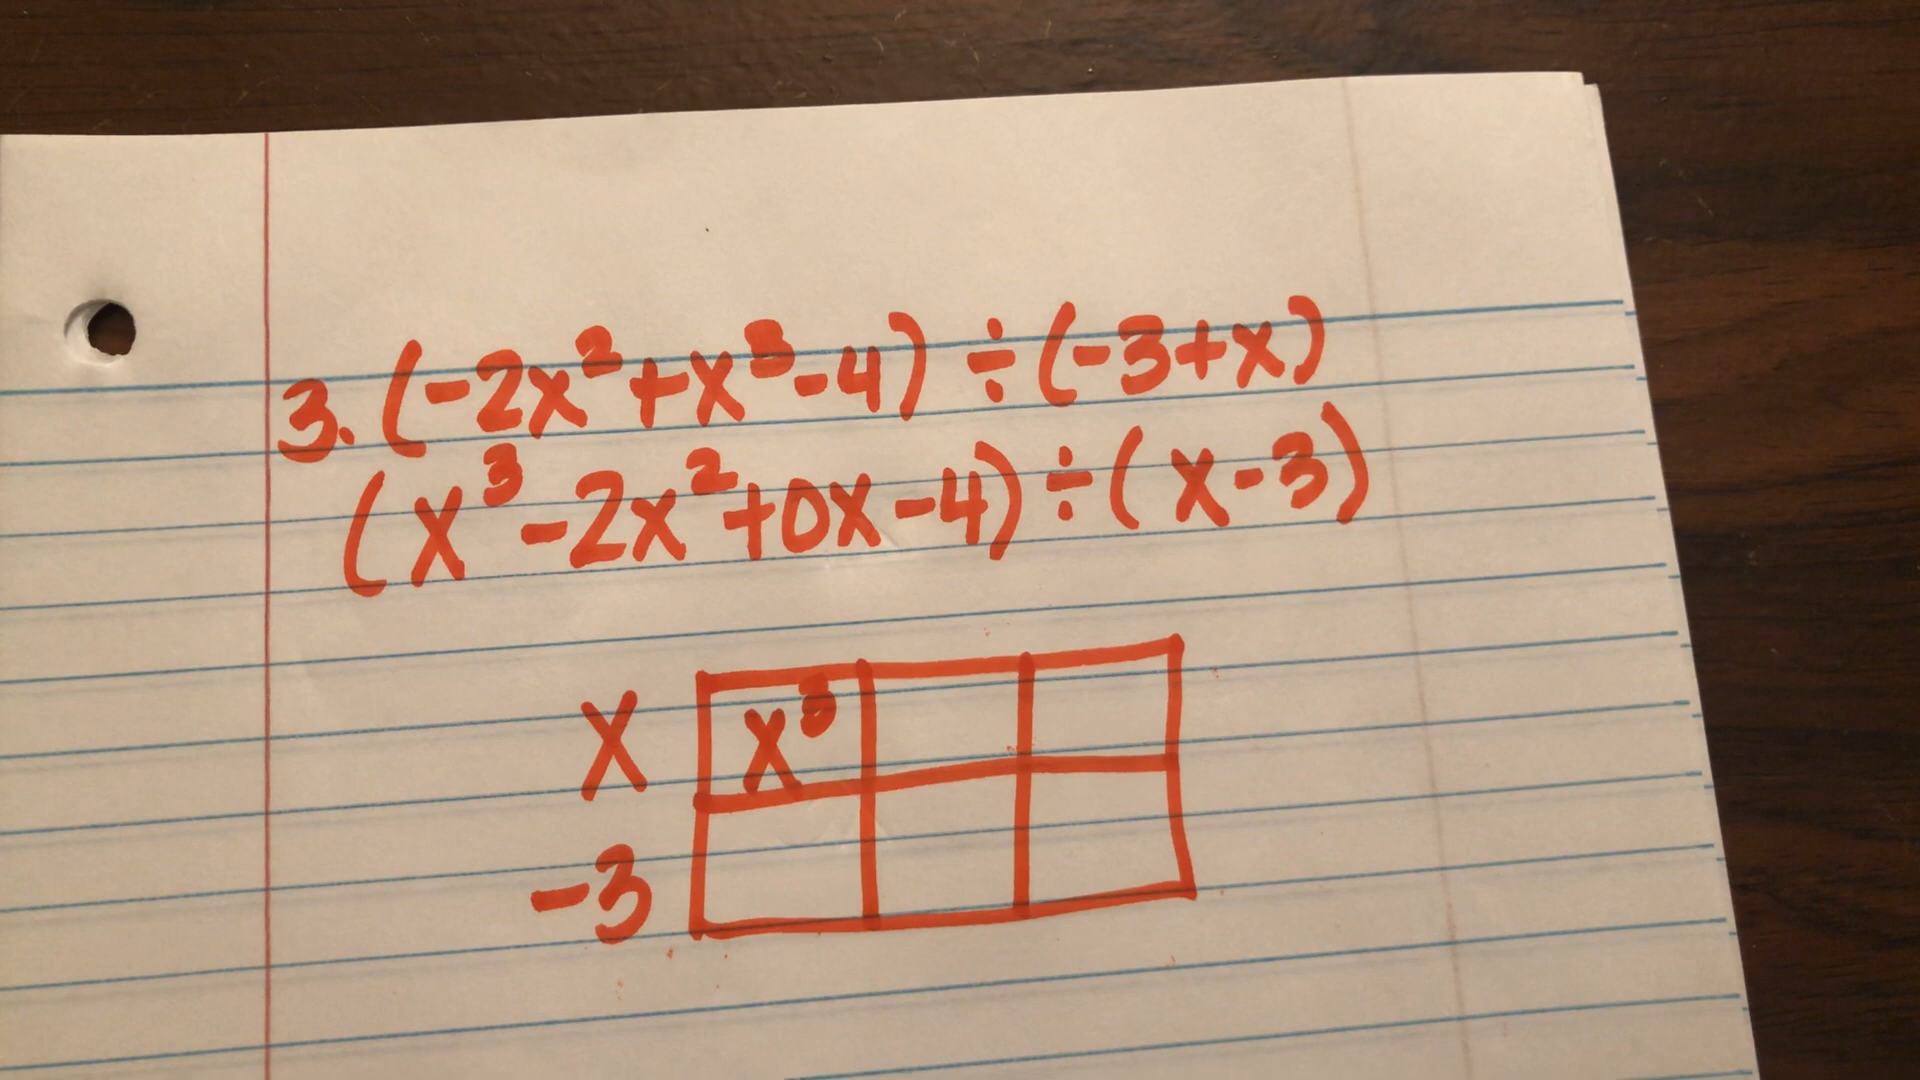 3. (-2x²+x³-4) ÷ (-3+x)
(x³-2x²+0x-4) ÷ (x-3)
x x³
-3